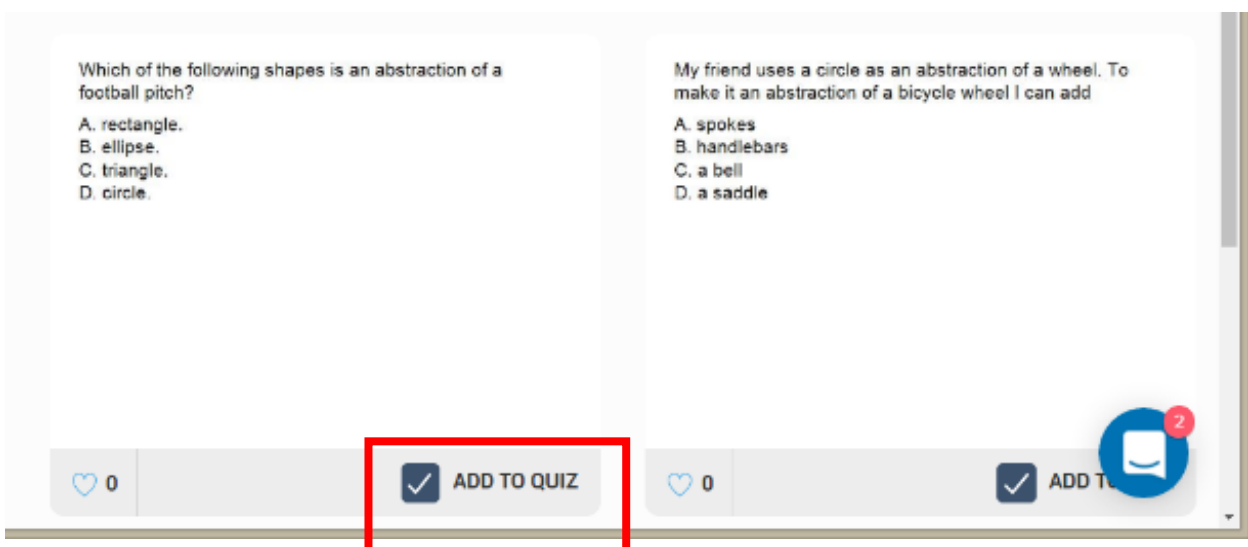 Which of the following shapes is an abstraction of a
football pitch?
A. rectangle.
B. ellipse.
C. triangle.
D. circle.
0
ADD TO QUIZ
My friend uses a circle as an abstraction of a wheel. To
make it an abstraction of a bicycle wheel I can add
A. spokes
B. handlebars
C. a bell
D. a saddle
0
ADD
2